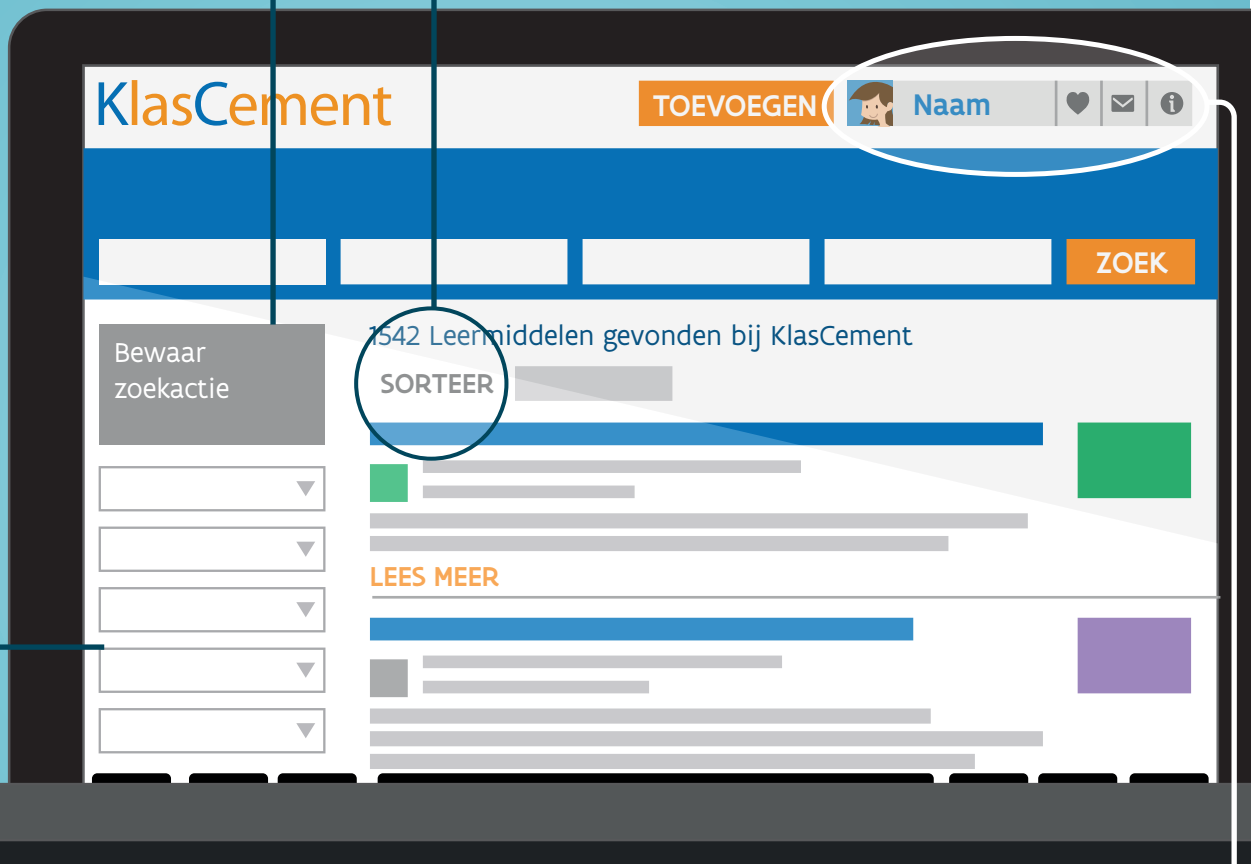 KlasCement
TOEVOEGEN
Naam
ZOEK
Bewaar
zoekactie
1542 Leermiddelen gevonden bij KlasCement
SORTEER
LEES MEER